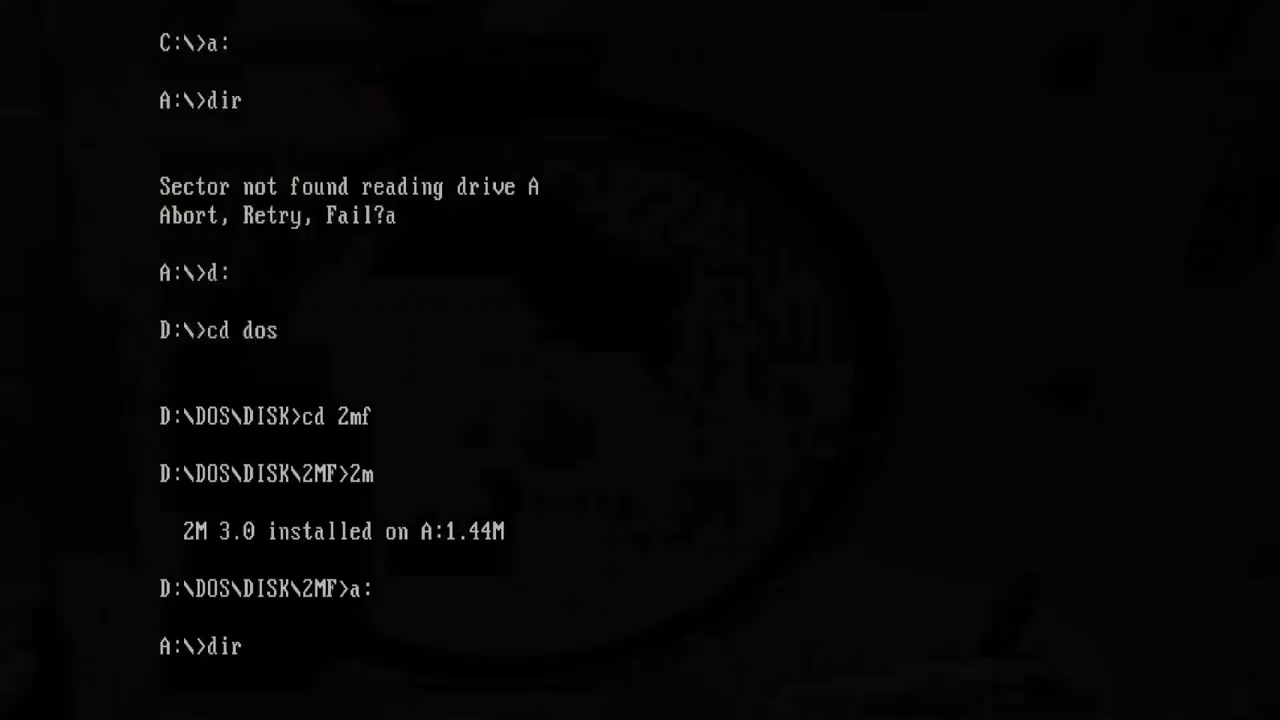 C:\>a:
A:\>dir
Sector not found reading drive A
Abort, Retry, Fail?a
A:\>d:
D:\>cd dos
D:\DOS\DISK>cd 2mf
D:\DOS\DISK\2MF>2m
2M 3.0 installed on A:1.44M
D:\DOS\DISK\2MF>a:
A:\>dir